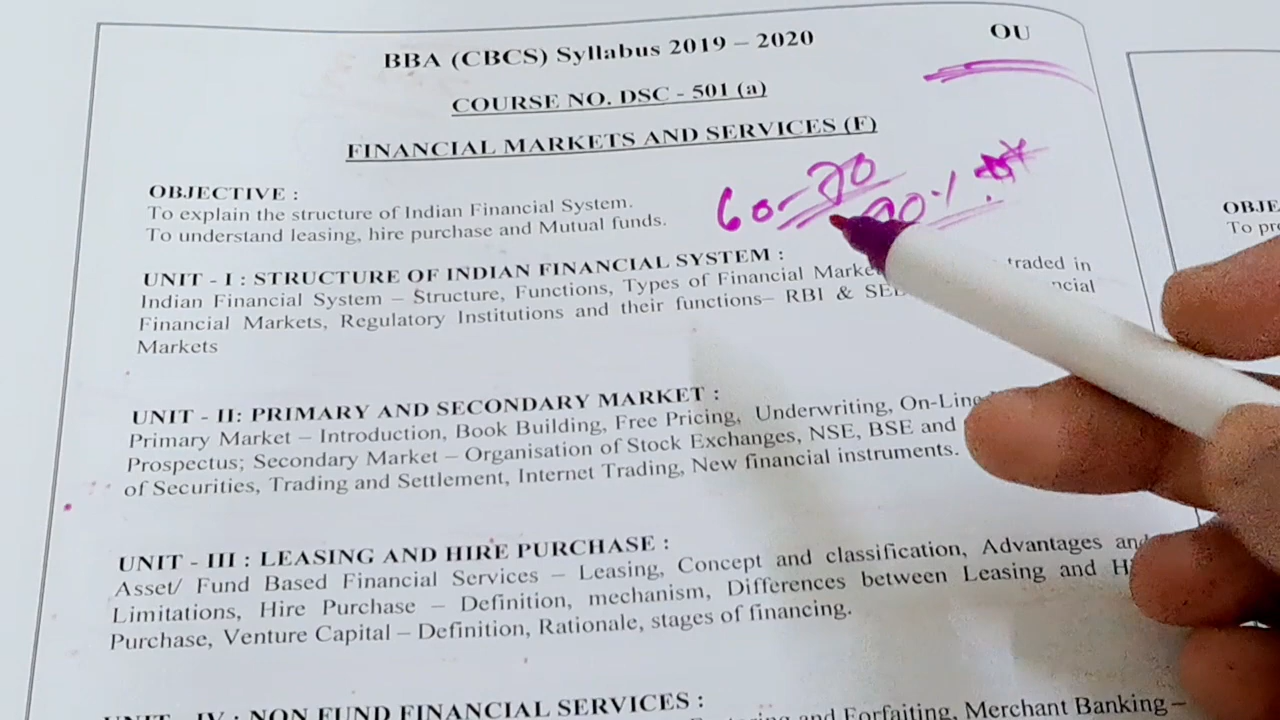 BBA (CBCS) Syllabus 2019 – 2020
OU
COURSE NO. DSC - 501 (a)
FINANCIAL MARKETS AND SERVICES (F)
OBJECTIVE :
To explain the structure of Indian Financial System.
To understand leasing, hire purchase and Mutual funds.
60-70
UNIT - I : STRUCTURE OF INDIAN FINANCIAL SYSTEM :
Indian Financial System – Structure, Functions, Types of Financial traded in
Financial Markets, Regulatory Institutions and their functions– RBI &
Markets
UNIT - II: PRIMARY AND SECONDARY MARKET :
Primary Market – Introduction, Book Building, Free Pricing, Underwriting,
Prospectus; Secondary Market – Organisation of Stock Exchanges, NSE, BSE and
of Securities, Trading and Settlement, Internet Trading, New financial instruments.
UNIT - III : LEASING AND HIRE PURCHASE :
Asset/ Fund Based Financial Services – Leasing, Concept and classification, Advantages and
Limitations, Hire Purchase – Definition, mechanism, Differences between Leasing and
Purchase, Venture Capital – Definition, Rationale, stages of financing.
UNIT - IV : NON FUND FINANCIAL SERVICES :
and Forfaiting, Merchant Banking –
To